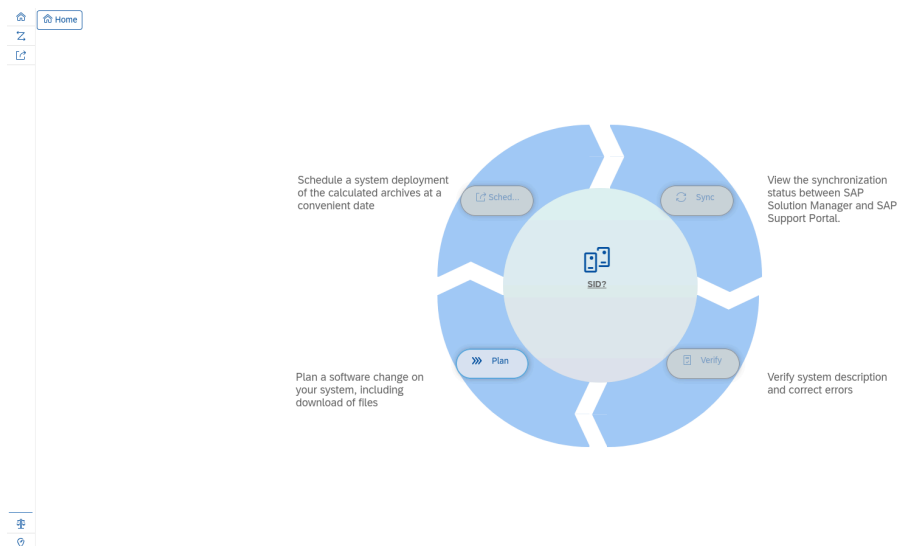 Home
Schedule a system deployment
of the calculated archives at a
convenient date
Sched...
Sync
View the synchronization
status between SAP
Solution Manager and SAP
Support Portal.
SID?
Plan
Verify
Plan a software change on
your system, including
download of files
Verify system description
and correct errors